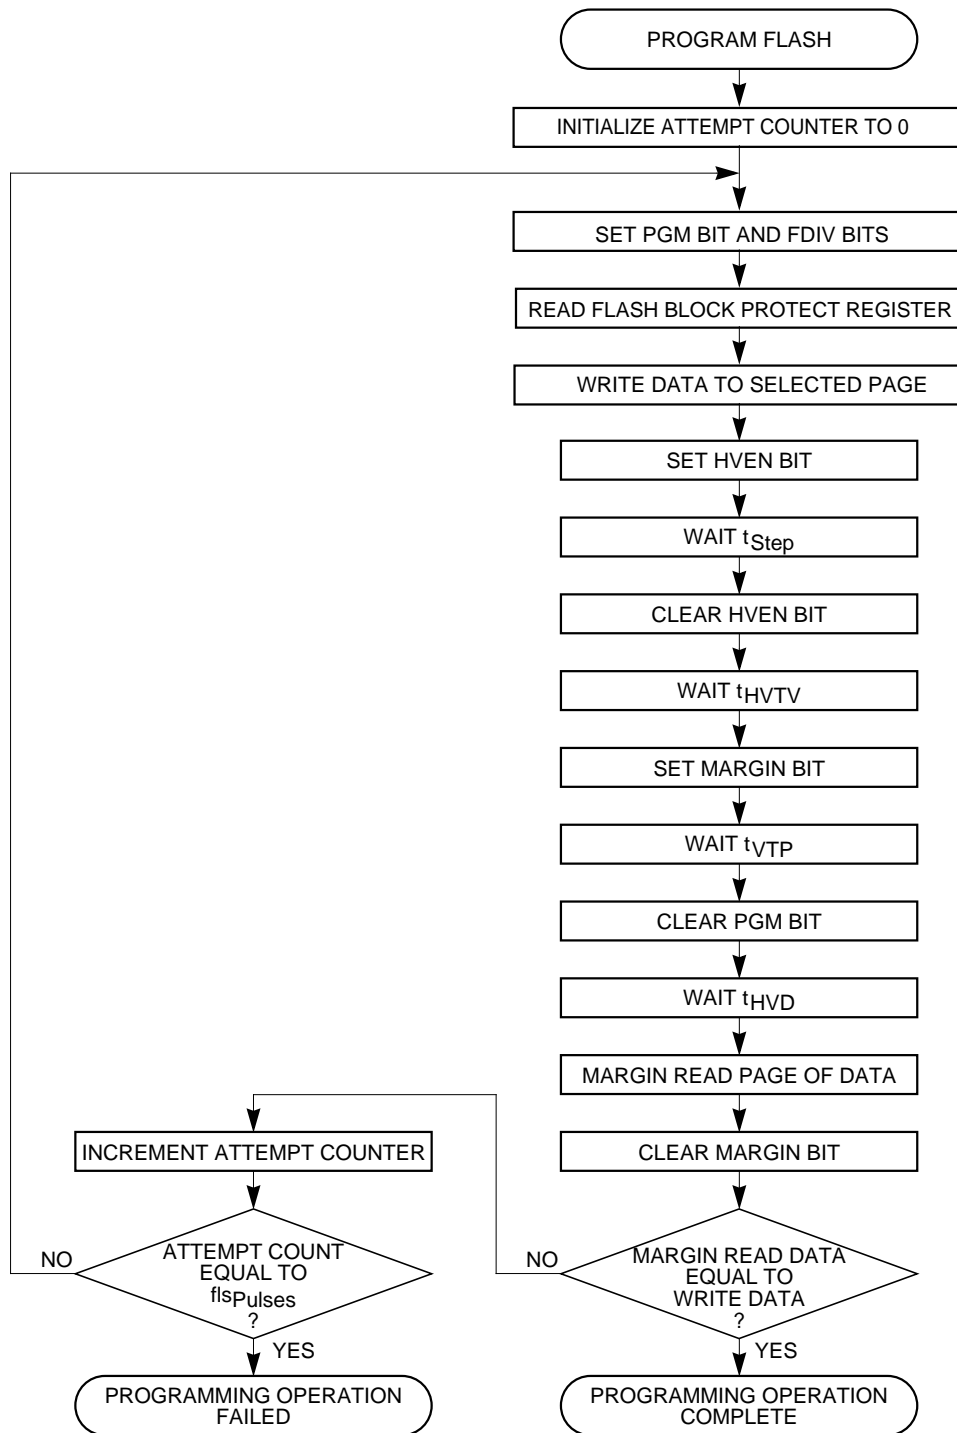 PROGRAM FLASH
INITIALIZE ATTEMPT COUNTER TO 0
SET PGM BIT AND FDIV BITS
READ FLASH BLOCK PROTECT REGISTER
WRITE DATA TO SELECTED PAGE
SET HVEN BIT
WAIT tStep
CLEAR HVEN BIT
WAIT tHVTV
SET MARGIN BIT
WAIT tVTP
CLEAR PGM BIT
WAIT tHVD
MARGIN READ PAGE OF DATA
CLEAR MARGIN BIT
MARGIN READ DATA
EQUAL TO
WRITE DATA
?
NO
YES
PROGRAMMING OPERATION
COMPLETE
INCREMENT ATTEMPT COUNTER
ATTEMPT COUNT
EQUAL TO
flsPulses
?
NO
YES
PROGRAMMING OPERATION
FAILED